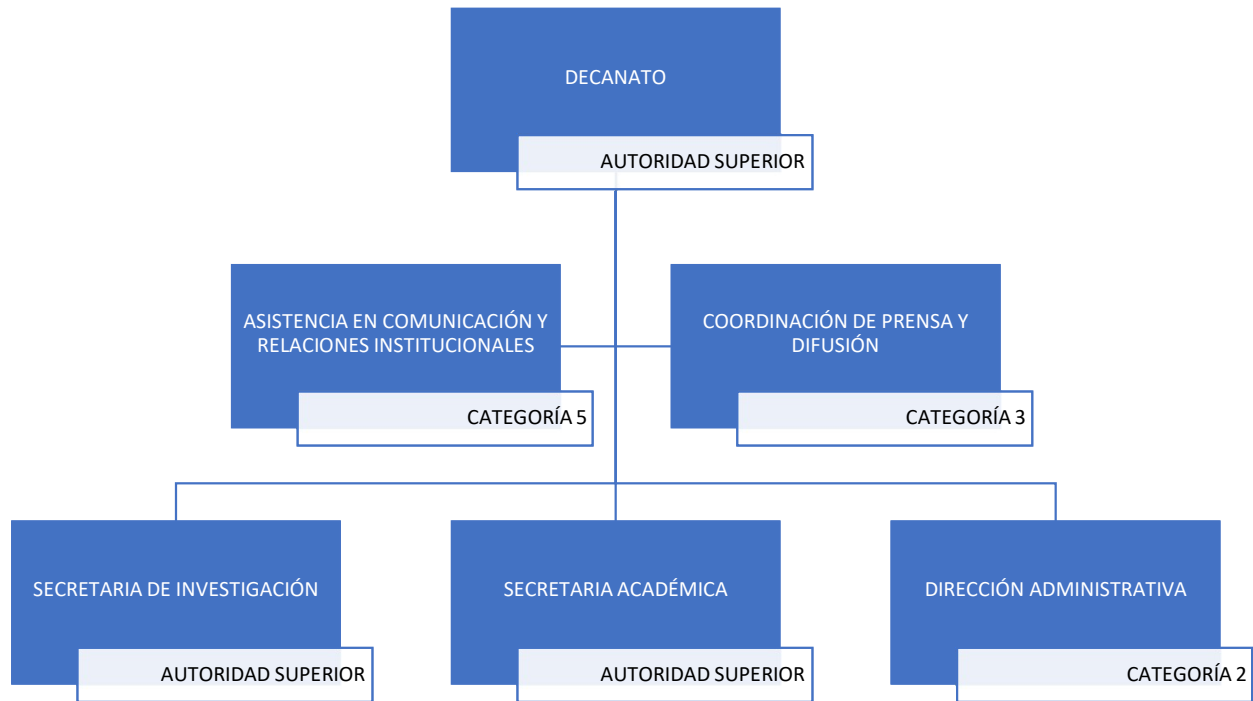 DECANATO
AUTORIDAD SUPERIOR
ASISTENCIA EN COMUNICACIÓN Y
RELACIONES INSTITUCIONALES
CATEGORÍA 5
COORDINACIÓN DE PRENSA Y
DIFUSIÓN
CATEGORÍA 3
SECRETARIA DE INVESTIGACIÓN
AUTORIDAD SUPERIOR
SECRETARIA ACADÉMICA
AUTORIDAD SUPERIOR
DIRECCIÓN ADMINISTRATIVA
CATEGORÍA 2